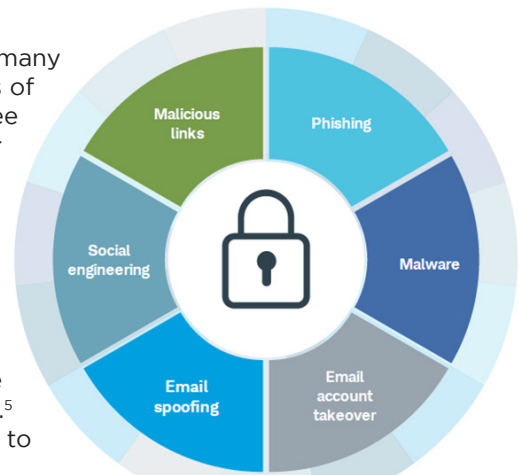 many
s of
ee
Malicious
links
Phishing
Social
engineering
Malware
Email
spoofing
Email
account
takeover
.⁵
to